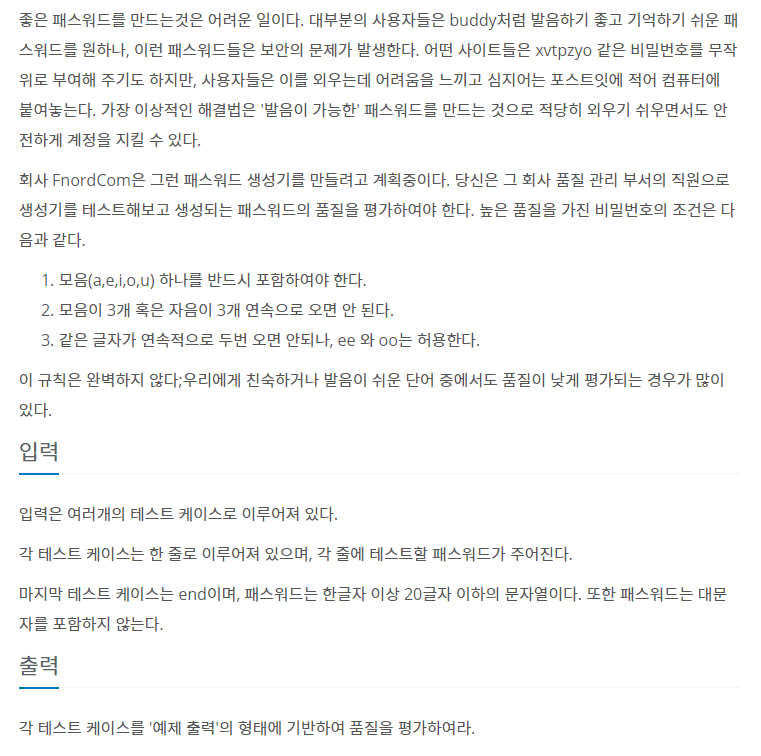 좋은 패스워드를 만드는것은 어려운 일이다. 대부분의 사용자들은 buddy처럼 발음하기 좋고 기억하기 쉬운 패
스워드를 원하나, 이런 패스워드들은 보안의 문제가 발생한다. 어떤 사이트들은 xvtpzyo 같은 비밀번호를 무작
위로 부여해 주기도 하지만, 사용자들은 이를 외우는데 어려움을 느끼고 심지어는 포스트잇에 적어 컴퓨터에
붙여놓는다. 가장 이상적인 해결법은 '발음이 가능한' 패스워드를 만드는 것으로 적당히 외우기 쉬우면서도 안
전하게 계정을 지킬 수 있다.
회사 FnordCom은 그런 패스워드 생성기를 만들려고 계획중이다. 당신은 그 회사 품질 관리 부서의 직원으로
생성기를 테스트해보고 생성되는 패스워드의 품질을 평가하여야 한다. 높은 품질을 가진 비밀번호의 조건은 다
음과 같다.
1. 모음(a,e,i,o,u) 하나를 반드시 포함하여야 한다.
2. 모음이 3개 혹은 자음이 3개 연속으로 오면 안 된다.
3. 같은 글자가 연속적으로 두번 오면 안되나, ee 와 oo는 허용한다.
이 규칙은 완벽하지 않다;우리에게 친숙하거나 발음이 쉬운 단어 중에서도 품질이 낮게 평가되는 경우가 많이
있다.
입력
입력은 여러개의 테스트 케이스로 이루어져 있다.
각 테스트 케이스는 한 줄로 이루어져 있으며, 각 줄에 테스트할 패스워드가 주어진다.
마지막 테스트 케이스는 end이며, 패스워드는 한글자 이상 20글자 이하의 문자열이다. 또한 패스워드는 대문
자를 포함하지 않는다.
출력
각 테스트 케이스를 '예제 출력'의 형태에 기반하여 품질을 평가하여라.